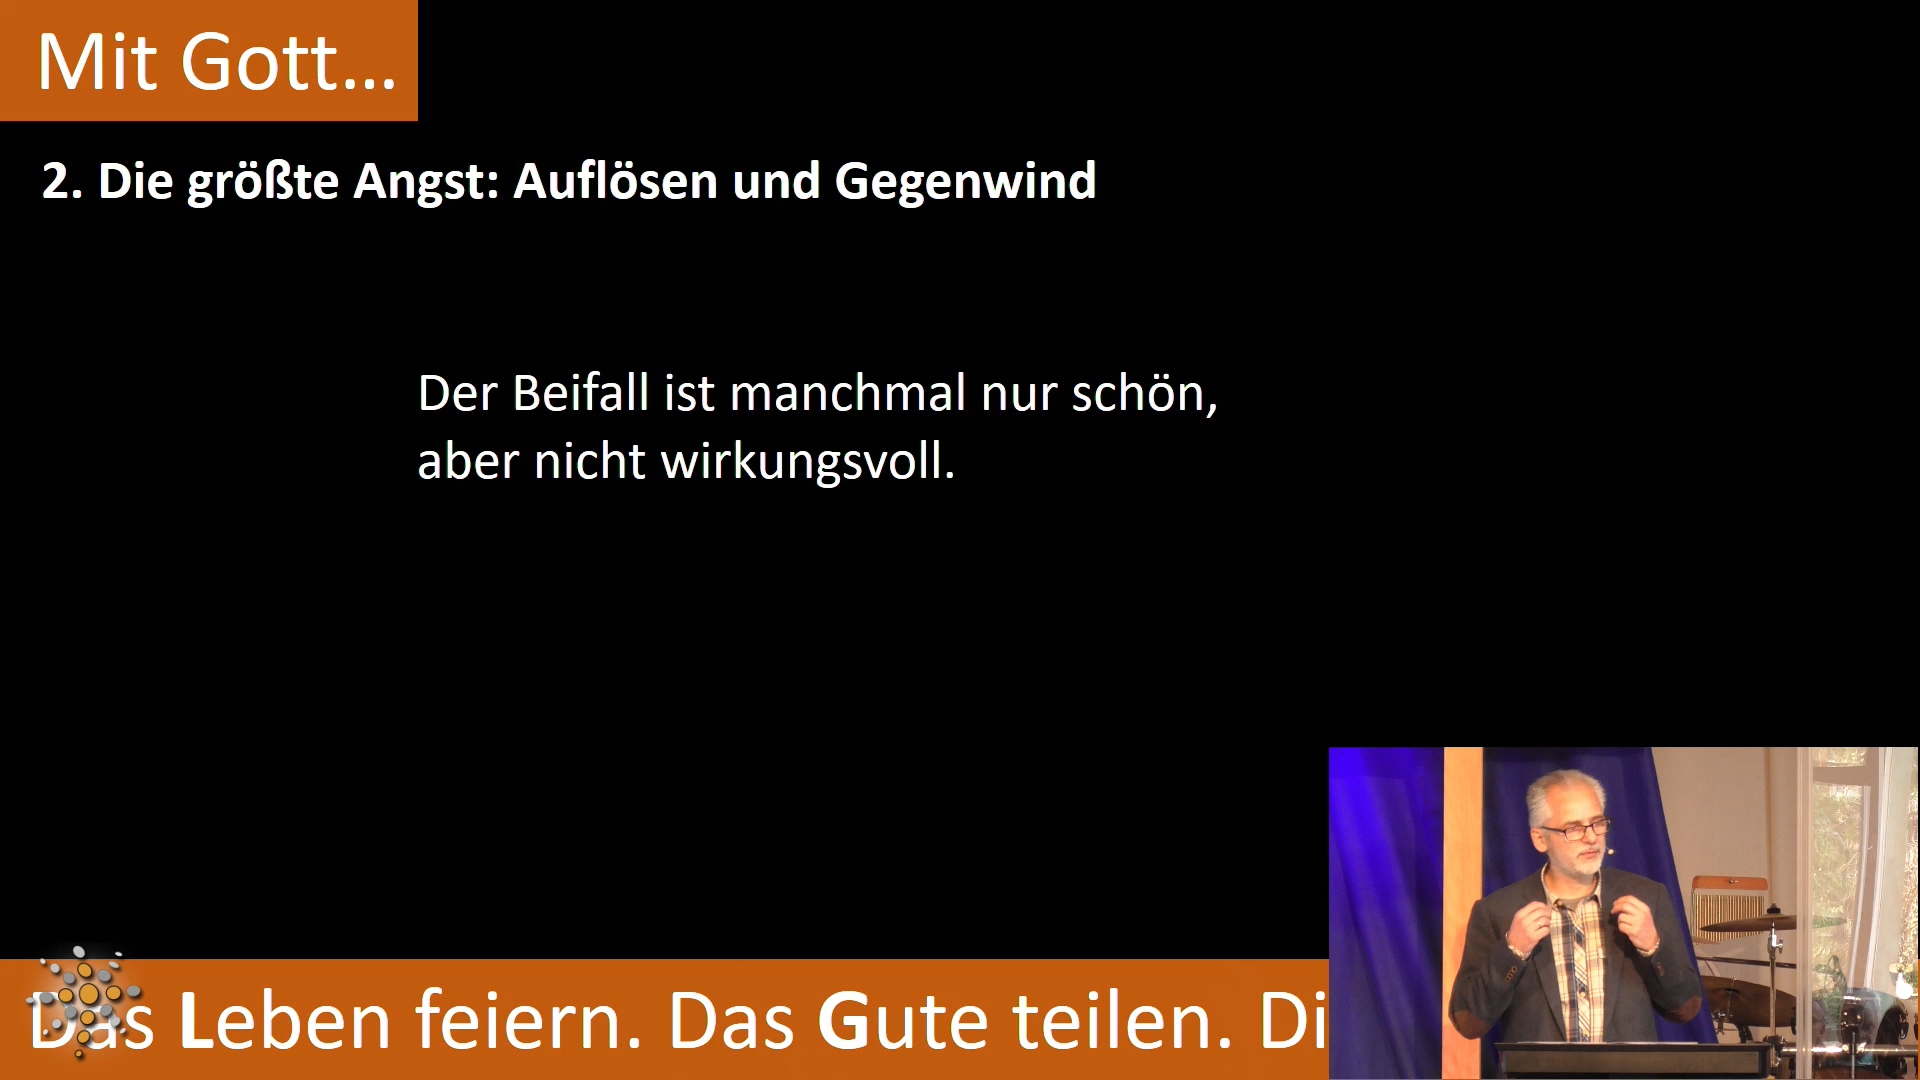 Mit Gott...
2. Die größte Angst: Auflösen und Gegenwind
Der Beifall ist manchmal nur schön,
aber nicht wirkungsvoll.
Das Leben feiern. Das Gute teilen. Di